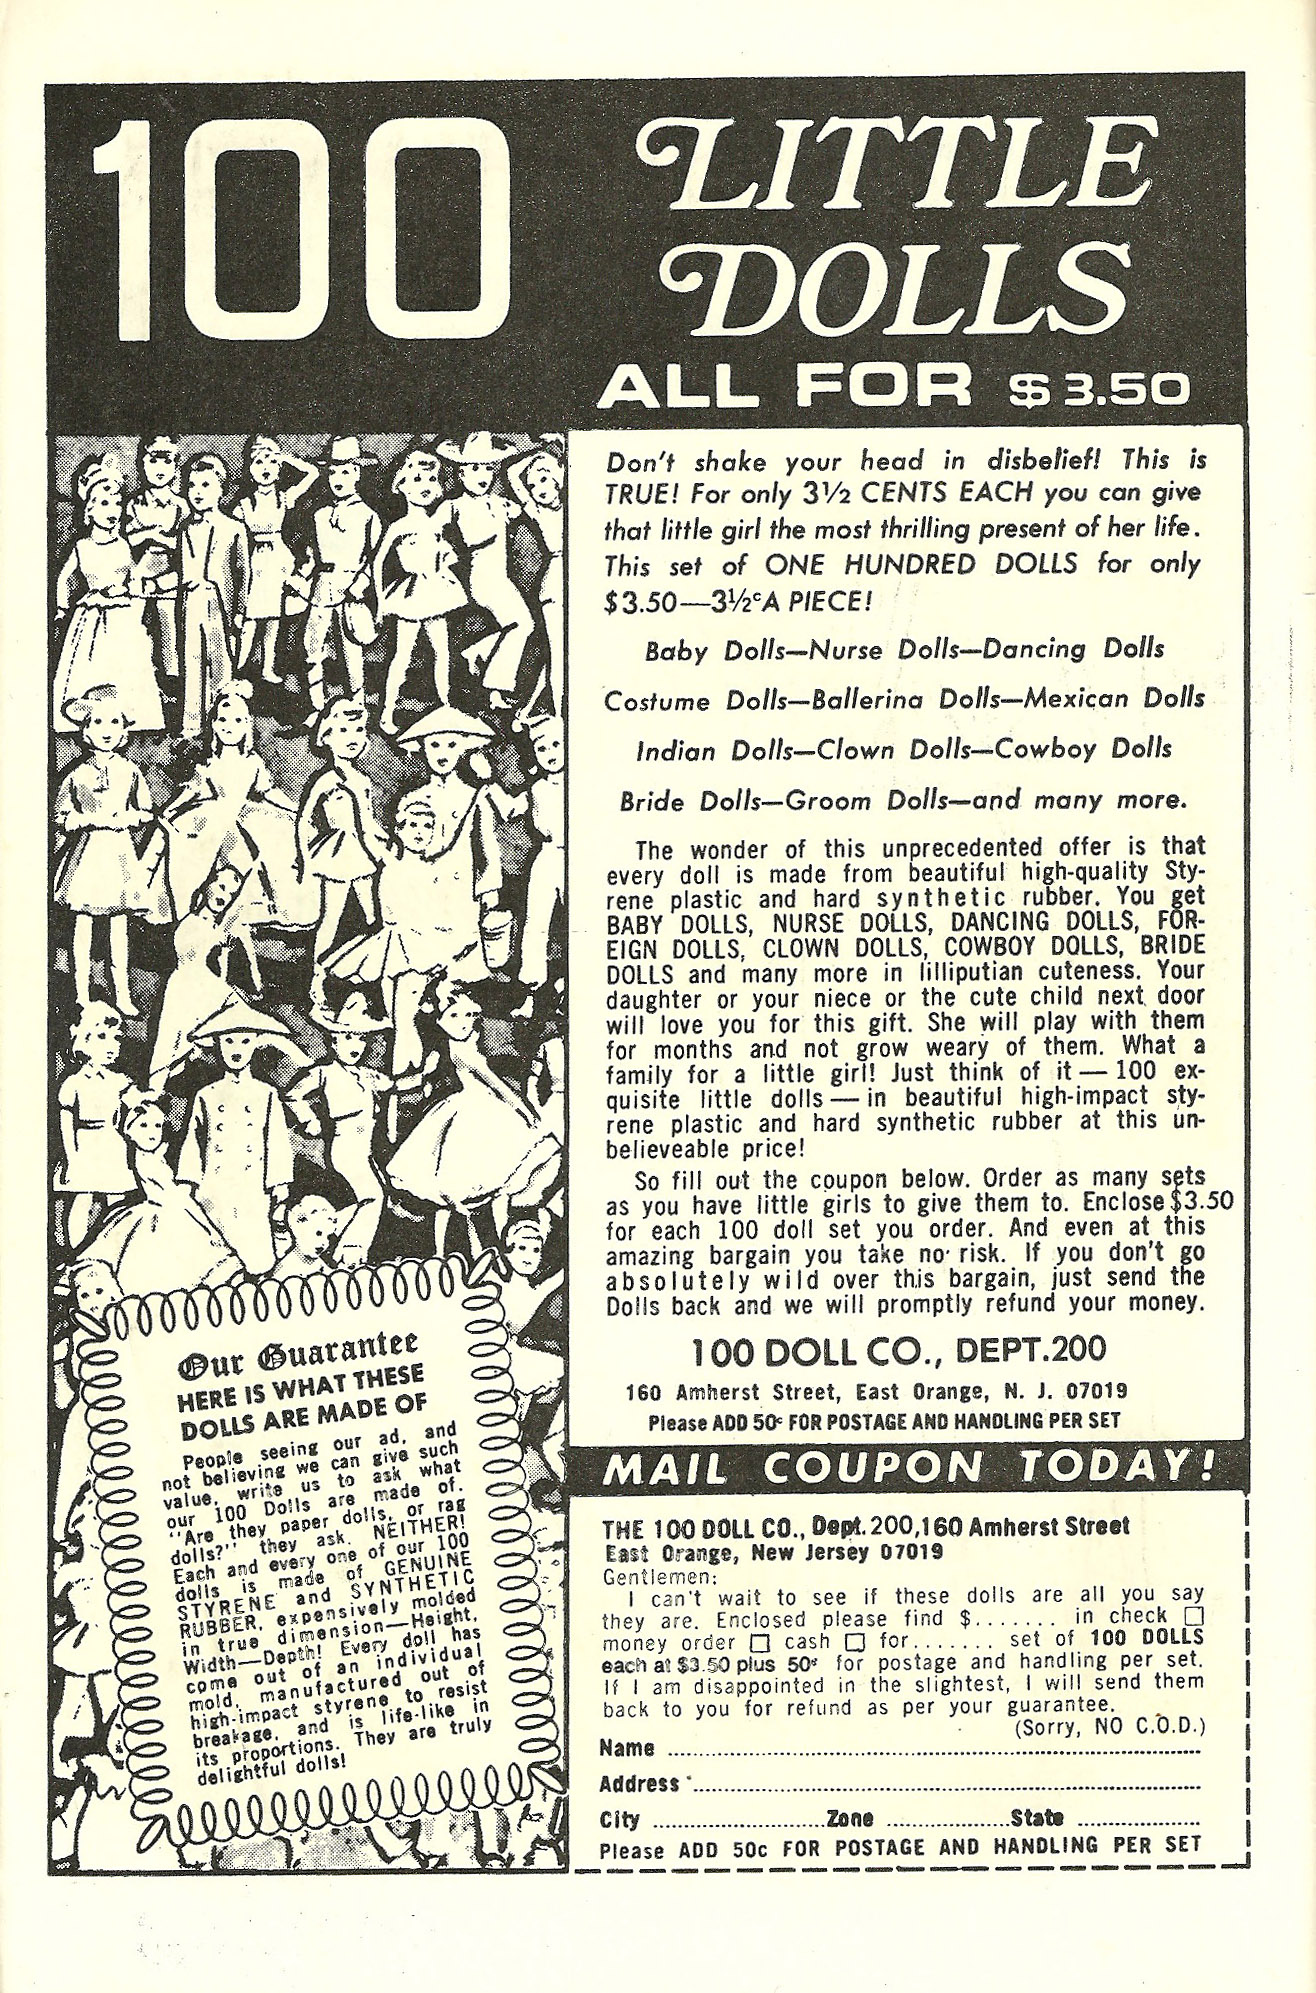 100 LITTLE
DOLLS
ALL FOR $3.50
Don't shake your head in disbelief! This is
TRUE! For only 3½ CENTS EACH you can give
that little girl the most thrilling present of her life.
This set of ONE HUNDRED DOLLS for only
$3.50—3½ᶜ A PIECE!
Baby Dolls—Nurse Dolls—Dancing Dolls
Costume Dolls—Ballerina Dolls—Mexican Dolls
Indian Dolls—Clown Dolls—Cowboy Dolls
Bride Dolls—Groom Dolls—and many more.
The wonder of this unprecedented offer is that
every doll is made from beautiful high-quality Sty-
rene plastic and hard synthetic rubber. You get
BABY DOLLS, NURSE DOLLS, DANCING DOLLS, FOR-
EIGN DOLLS, CLOWN DOLLS, COWBOY DOLLS, BRIDE
DOLLS and many more in lilliputian cuteness. Your
daughter or your niece or the cute child next door
will love you for this gift. She will play with them
for months and not grow weary of them. What a
family for a little girl! Just think of it — 100 ex-
quisite little dolls — in beautiful high-impact sty-
rene plastic and hard synthetic rubber at this un-
believeable price!
So fill out the coupon below. Order as many sets
as you have little girls to give them to. Enclose $3.50
for each 100 doll set you order. And even at this
amazing bargain you take no risk. If you don't go
absolutely wild over this bargain, just send the
Dolls back and we will promptly refund your money.
100 DOLL CO., DEPT.200
160 Amherst Street, East Orange, N. J. 07019
Please ADD 50ᶜ FOR POSTAGE AND HANDLING PER SET
Our Guarantee
HERE IS WHAT THESE
DOLLS ARE MADE OF
People seeing our ad, and
not believing we can give such
value, write us to ask what
our 100 Dolls are made of.
"Are they paper dolls, or rag
dolls?" they ask. NEITHER!
Each and every one of our 100
dolls is made of GENUINE
STYRENE and SYNTHETIC
RUBBER, expensively molded
in true dimension—Height,
Width—Depth! Every doll has
come out of an individual
mold, manufactured out of
high-impact styrene to resist
breakage, and is life-like in
its proportions. They are truly
delightful dolls!
MAIL COUPON TODAY!
THE 100 DOLL CO., Dept. 200, 160 Amherst Street
East Orange, New Jersey 07019
Gentlemen:
I can't wait to see if these dolls are all you say
they are. Enclosed please find $........ in check ☐
money order ☐ cash ☐ for....... set of 100 DOLLS
each at $3.50 plus 50ᶜ for postage and handling per set.
If I am disappointed in the slightest, I will send them
back to you for refund as per your guarantee.
(Sorry, NO C.O.D.)
Name ........
Address ........
City ........ Zone ........ State ........
Please ADD 50c FOR POSTAGE AND HANDLING PER SET